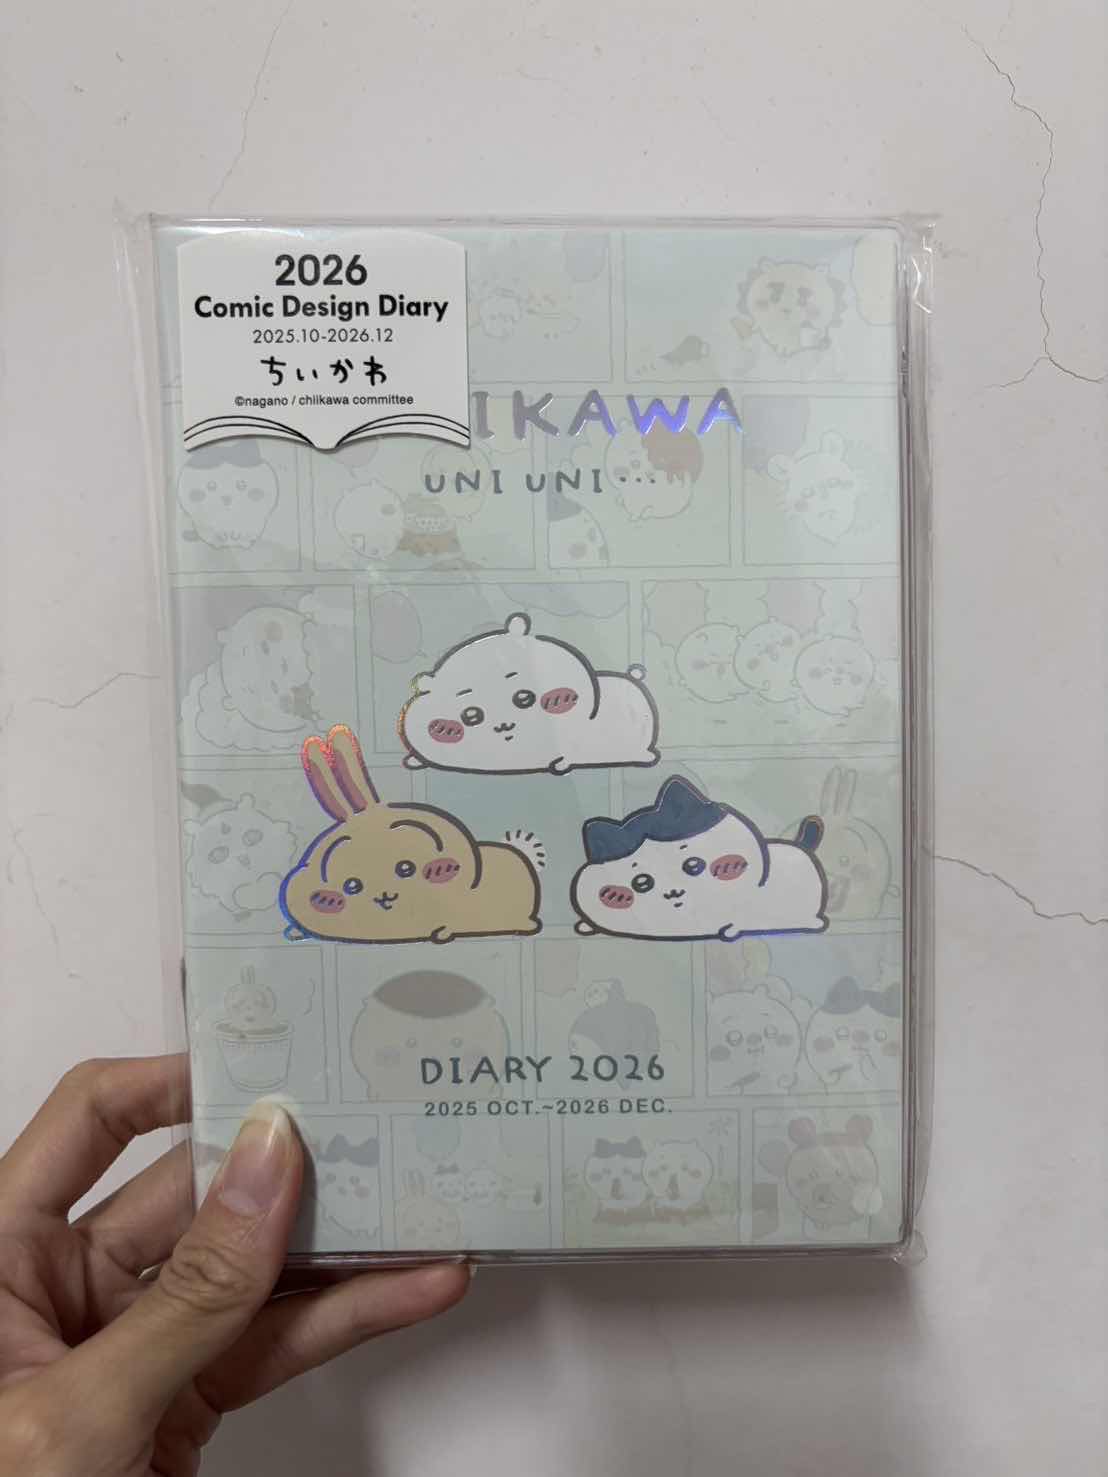 2026
Comic Design Diary
2025.10-2026.12
ちいかわ
©nagano / chiikawa committee
IKAWA
UNI UNI...
DIARY 2026
2025 OCT.~2026 DEC.